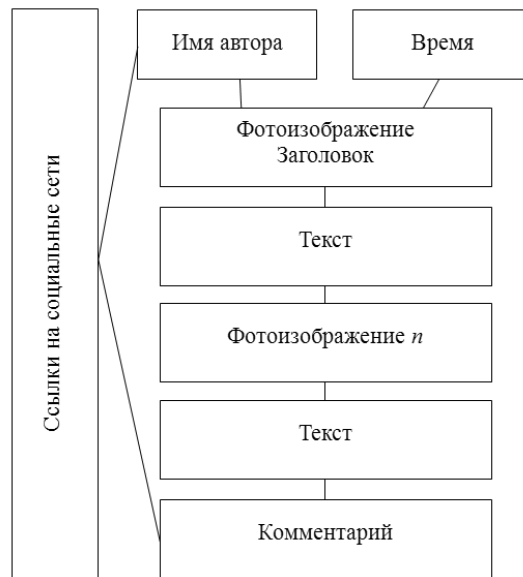 Ссылки на социальные сети
Имя автора
Время
Фотоизображение
Заголовок
Текст
Фотоизображение n
Текст
Комментарий